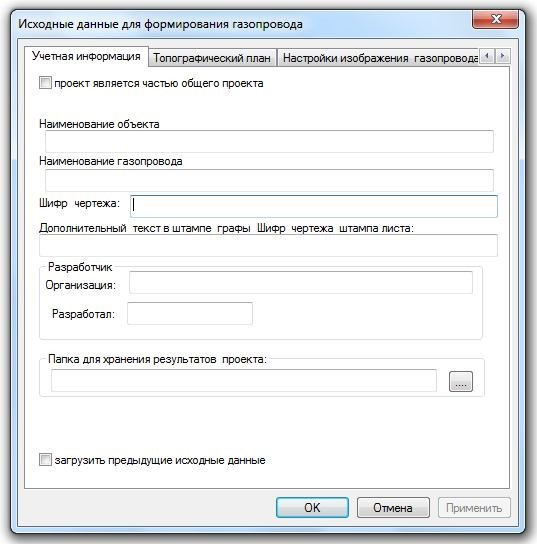 Исходные данные для формирования газопровода
Учетная информация
Топографический план
Настройки изображения газопровода
проект является частью общего проекта
Наименование объекта
Наименование газопровода
Шифр чертежа:
Дополнительный текст в штампе графы Шифр чертежа штампа листа:
Разработчик
Организация:
Разработал:
Папка для хранения результатов проекта:
....
загрузить предыдущие исходные данные
OK
Отмена
Применить